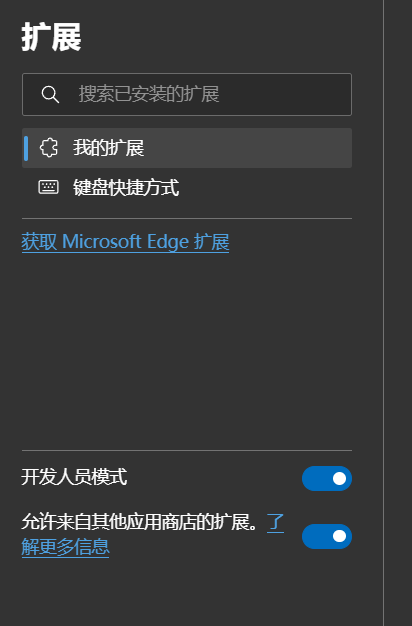 扩展
搜索已安装的扩展
我的扩展
键盘快捷方式
获取 Microsoft Edge 扩展
开发人员模式
允许来自其他应用商店的扩展。了
解更多信息